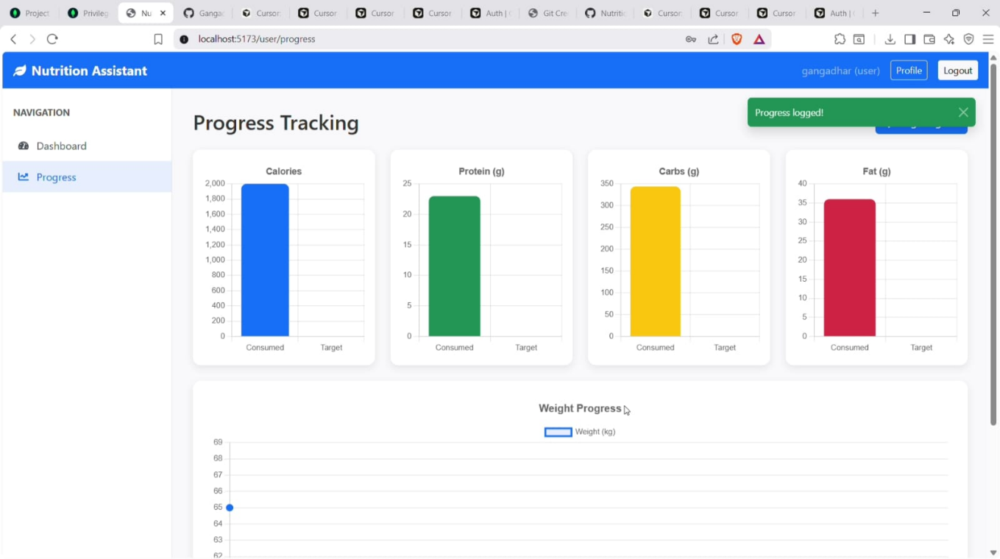 Project
Privileg
Nu
Gangac
Cursor
Cursor
Cursor
Cursor
Auth | (
Git Cre
Nutritic
Cursor
Cursor
Cursor
Auth | (
localhost:5173/user/progress
Nutrition Assistant
gangadhar (user)
Profile
Logout
NAVIGATION
Dashboard
Progress
Progress Tracking
Progress logged!
Calories
2,000
1,800
1,600
1,400
1,200
1,000
800
600
400
200
0
Consumed Target
Protein (g)
25
20
15
10
5
0
Consumed Target
Carbs (g)
350
300
250
200
150
100
50
0
Consumed Target
Fat (g)
40
35
30
25
20
15
10
5
0
Consumed Target
Weight Progress
Weight (kg)
69
68
67
66
65
64
63
62